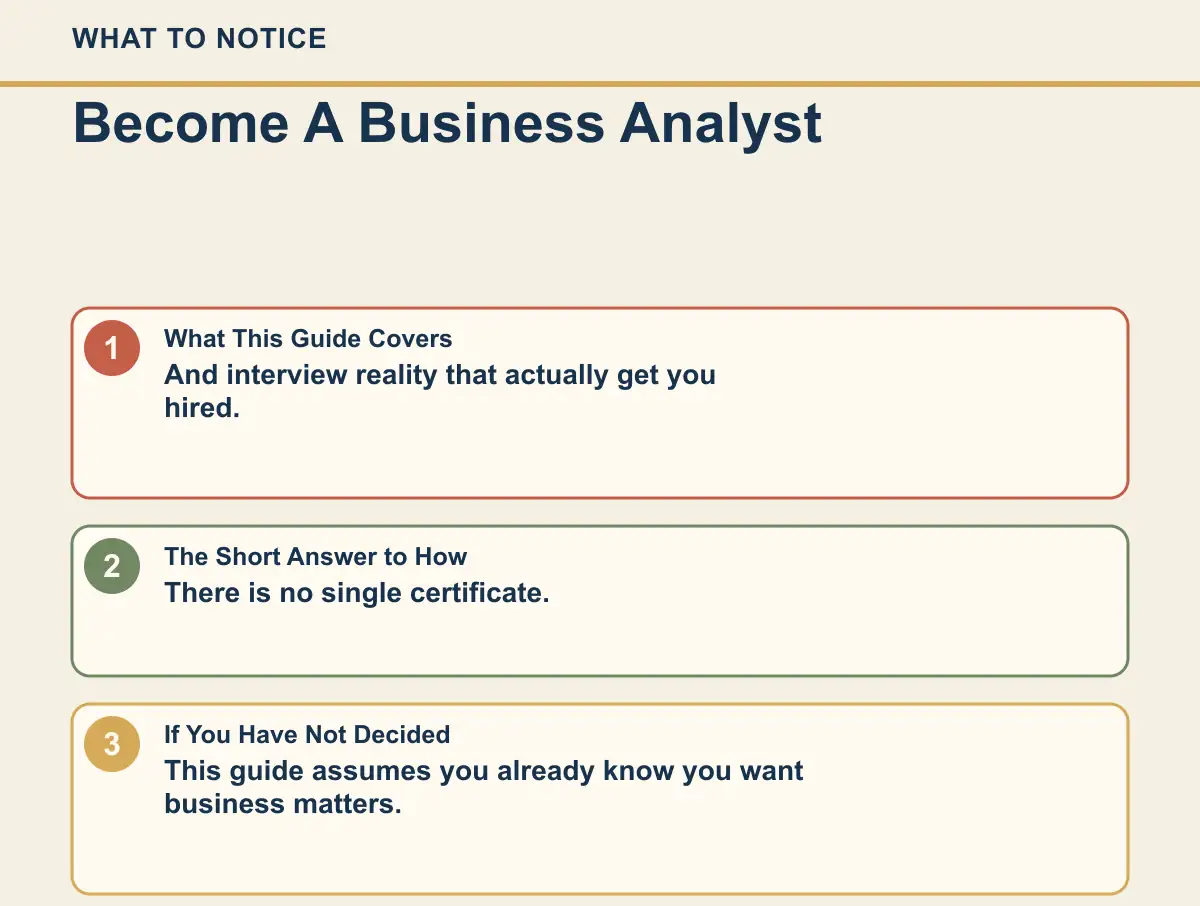 WHAT TO NOTICE
Become A Business Analyst
1
What This Guide Covers
And interview reality that actually get you
hired.
2
The Short Answer to How
There is no single certificate.
3
If You Have Not Decided
This guide assumes you already know you want
business matters.